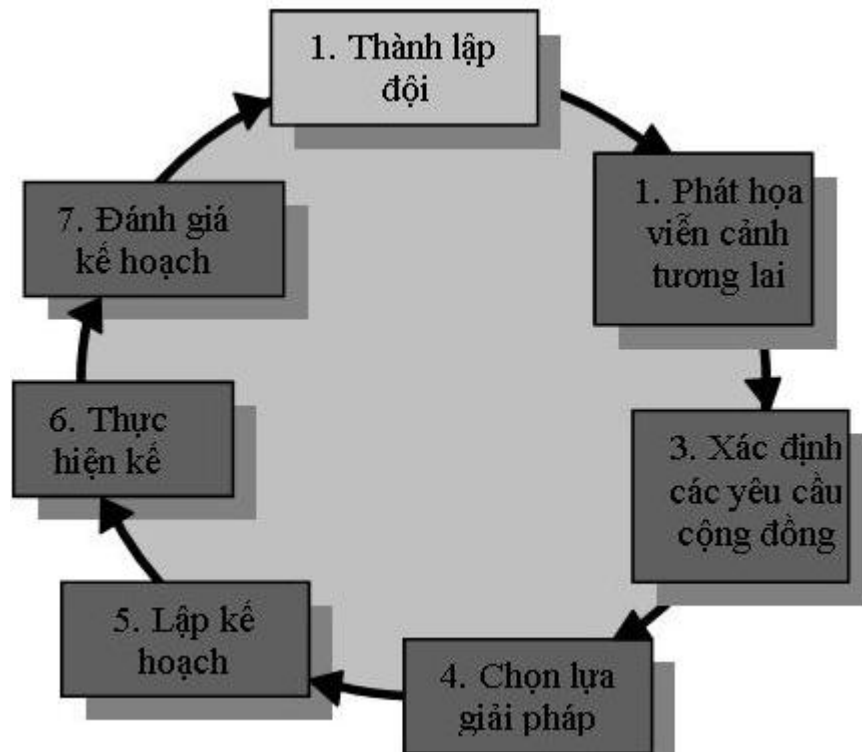 1. Thành lập
đội
1. Phát họa
viễn cảnh
tương lai
3. Xác định
các yêu cầu
cộng đồng
4. Chọn lựa
giải pháp
5. Lập kế
hoạch
6. Thực
hiện kế
7. Đánh giá
kế hoạch